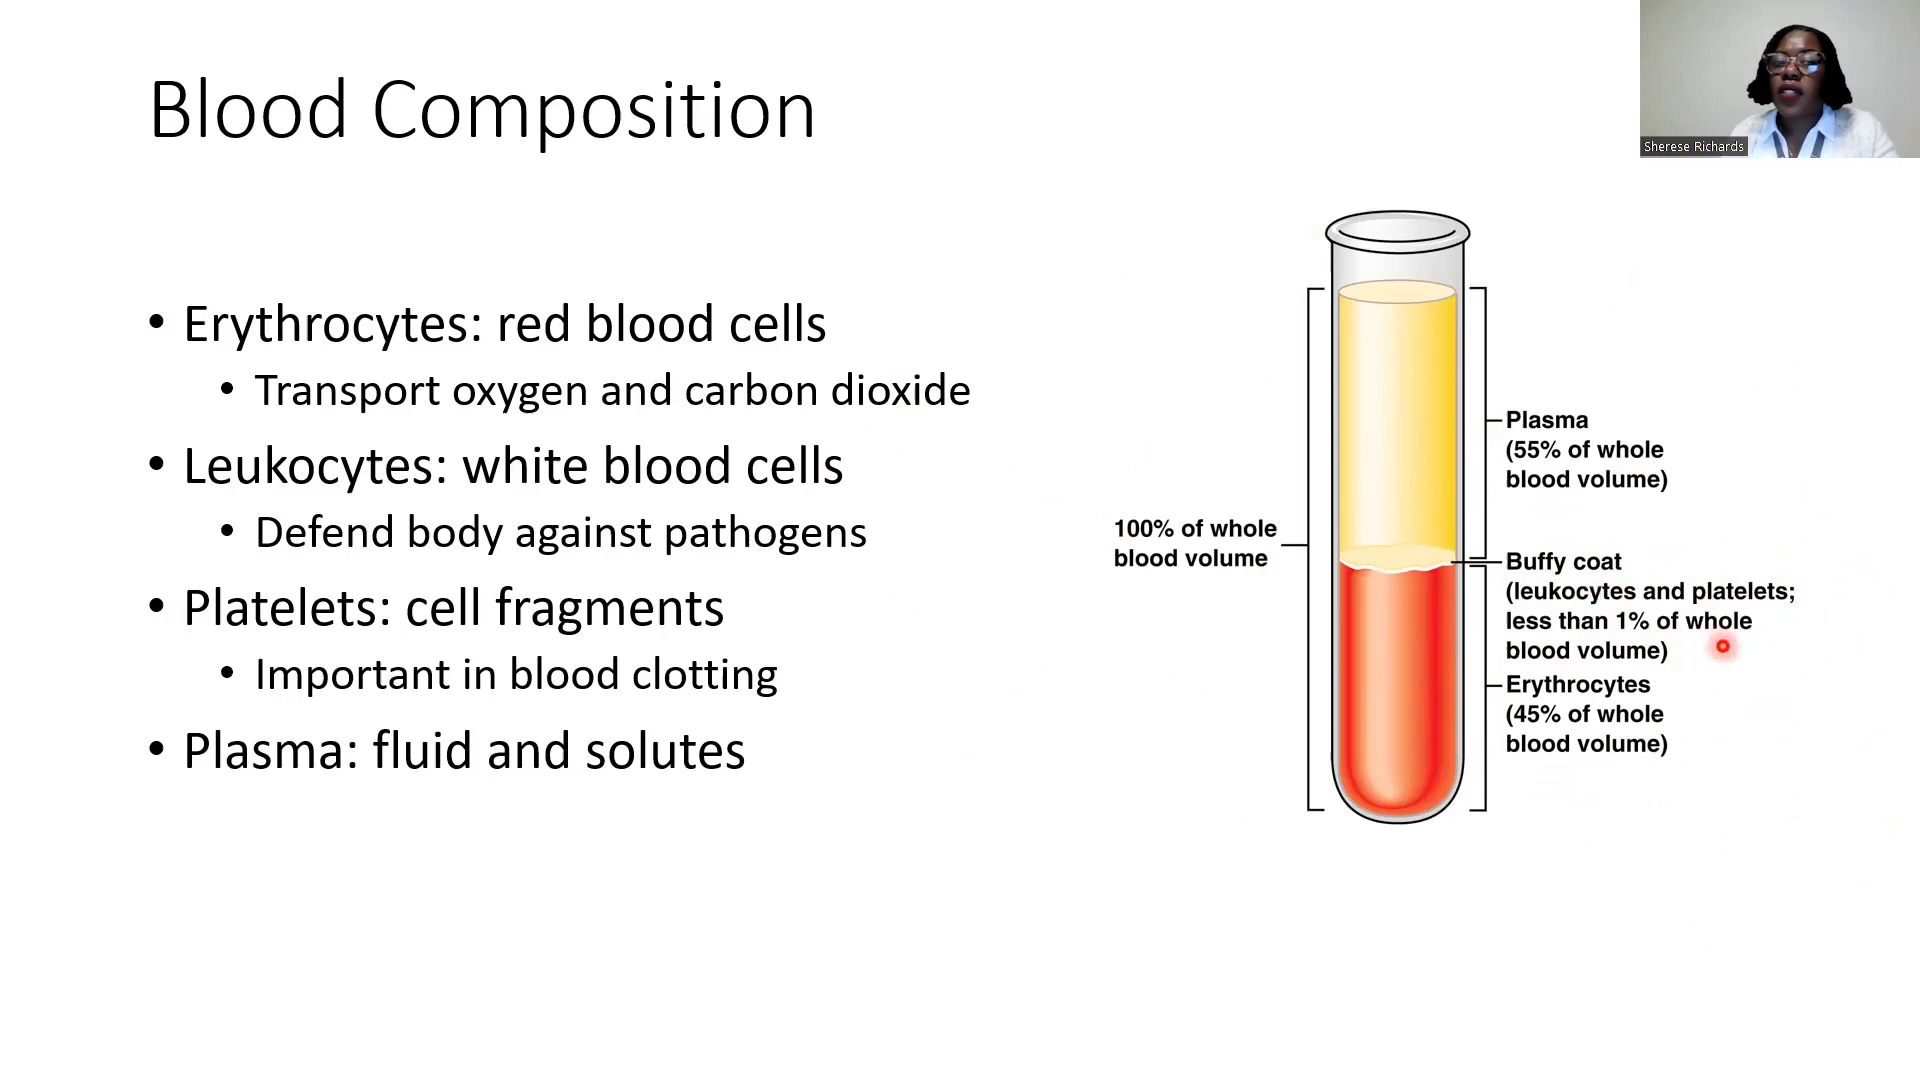 Blood Composition
Sherese Richards
• Erythrocytes: red blood cells
• Transport oxygen and carbon dioxide
• Leukocytes: white blood cells
• Defend body against pathogens
• Platelets: cell fragments
• Important in blood clotting
• Plasma: fluid and solutes
100% of whole
blood volume
Plasma
(55% of whole
blood volume)
Buffy coat
(leukocytes and platelets;
less than 1% of whole
blood volume)
Erythrocytes
(45% of whole
blood volume)